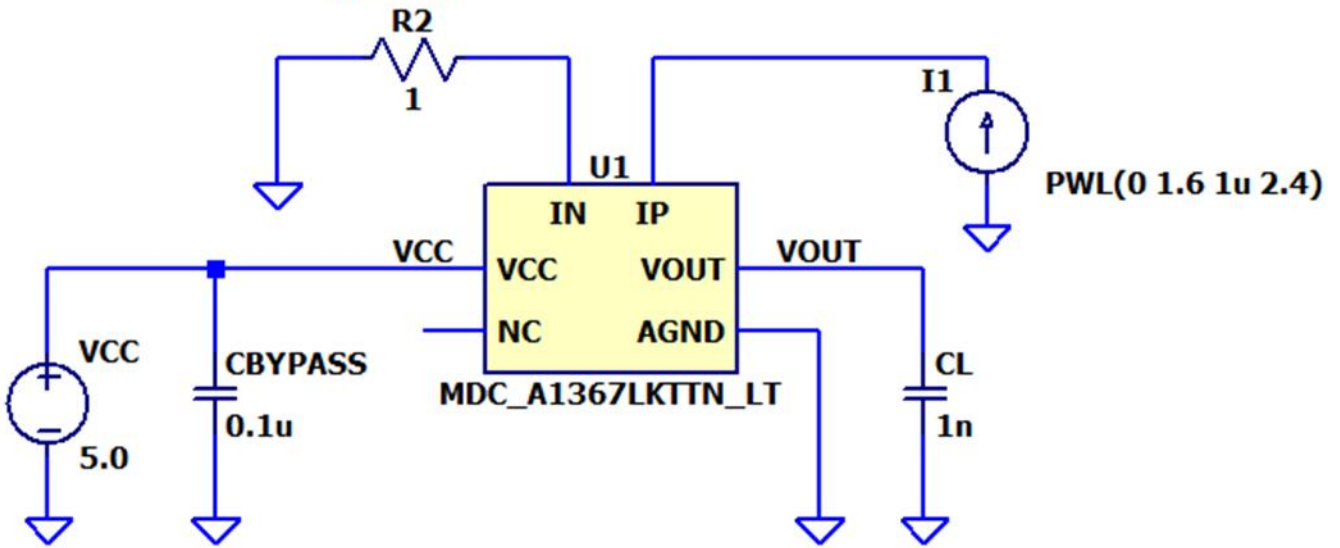 R2
1
I1
PWL(0 1.6 1u 2.4)
U1
IN IP
VCC
VCC
VOUT
VOUT
NC
AGND
MDC_A1367LKTTN_LT
VCC
5.0
CBYPASS
0.1u
CL
1n